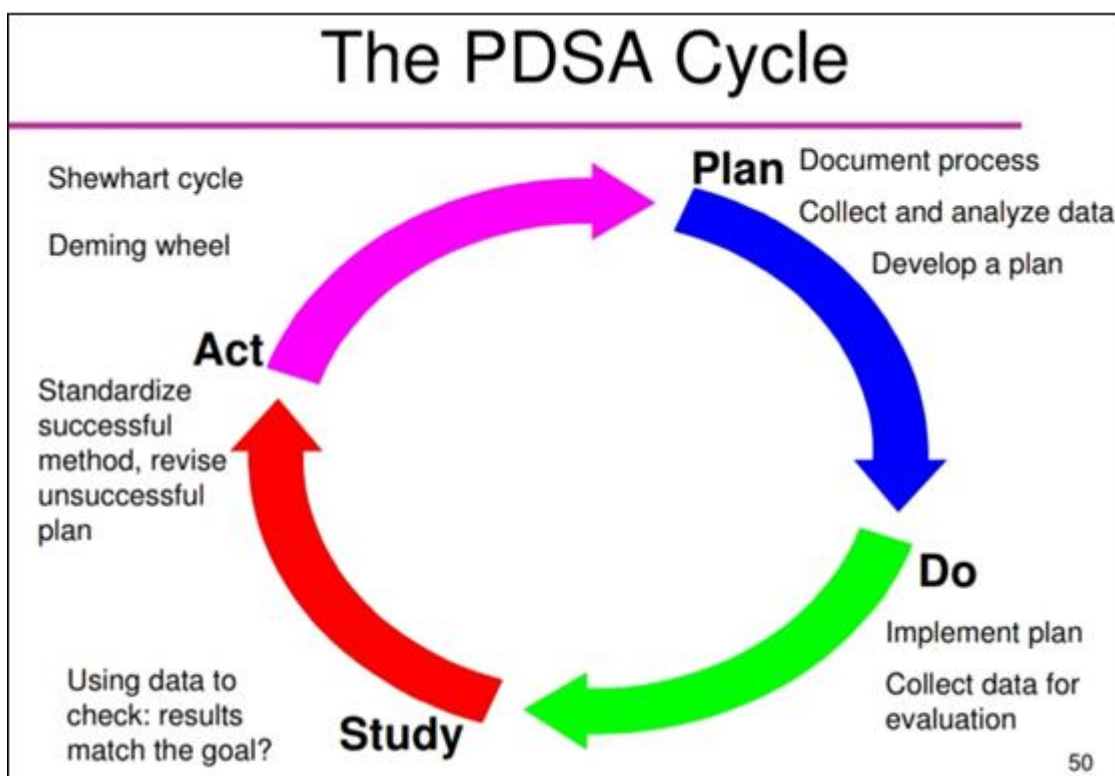 The PDSA Cycle
Shewhart cycle
Deming wheel
Plan
Document process
Collect and analyze data
Develop a plan
Do
Implement plan
Collect data for
evaluation
Study
Using data to
check: results
match the goal?
Act
Standardize
successful
method, revise
unsuccessful
plan
50